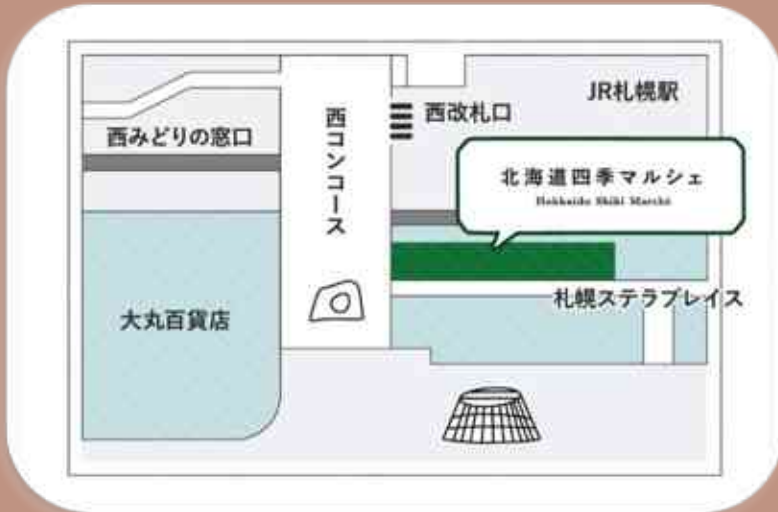 JR札幌駅
西改札口
西みどりの窓口
西コンコース
北海道四季マルシェ
Hokkaido Shiki Marché
札幌ステラプレイス
大丸百貨店